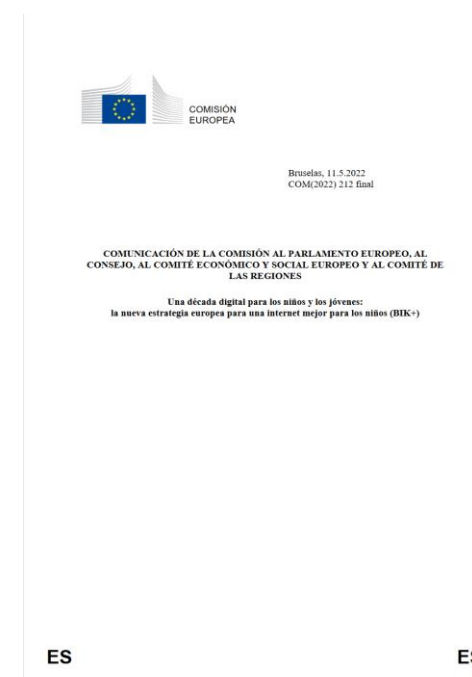 COMISIÓN
EUROPEA
Bruselas, 11.5.2022
COM(2022) 212 final
COMUNICACIÓN DE LA COMISIÓN AL PARLAMENTO EUROPEO, AL
CONSEJO, AL COMITÉ ECONÓMICO Y SOCIAL EUROPEO Y AL COMITÉ DE
LAS REGIONES
Una década digital para los niños y los jóvenes:
la nueva estrategia europea para una internet mejor para los niños (BIK+)
ES ES